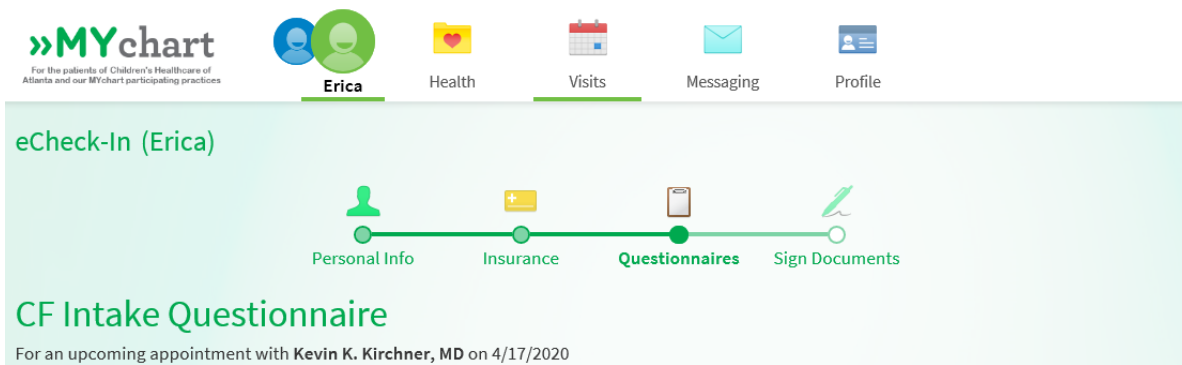 »MYchart
For the patients of Children's Healthcare of
Atlanta and our MYchart participating practices
Erica
Health
Visits
Messaging
Profile
eCheck-In (Erica)
Personal Info
Insurance
Questionnaires
Sign Documents
CF Intake Questionnaire
For an upcoming appointment with Kevin K. Kirchner, MD on 4/17/2020